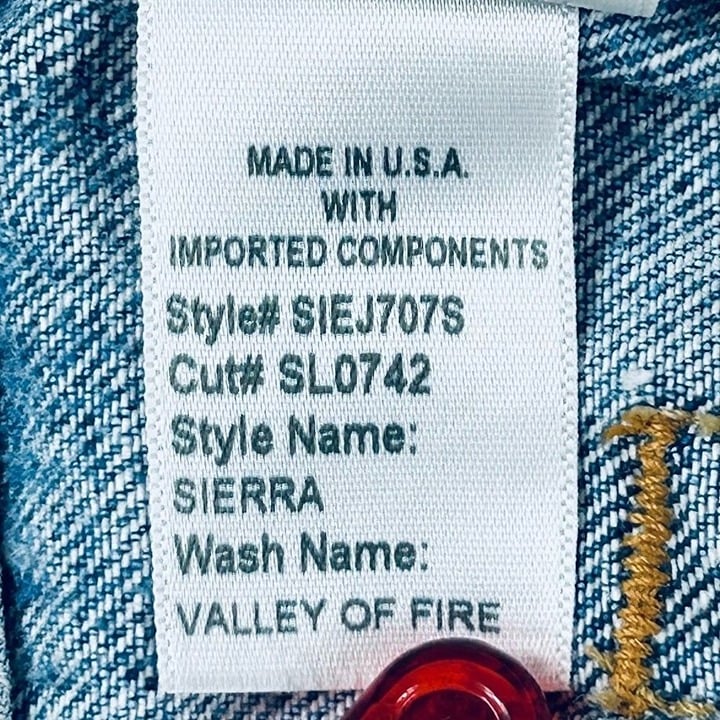 MADE IN U.S.A.
WITH
IMPORTED COMPONENTS
Style# SIEJ707S
Cut# SL0742
Style Name:
SIERRA
Wash Name:
VALLEY OF FIRE